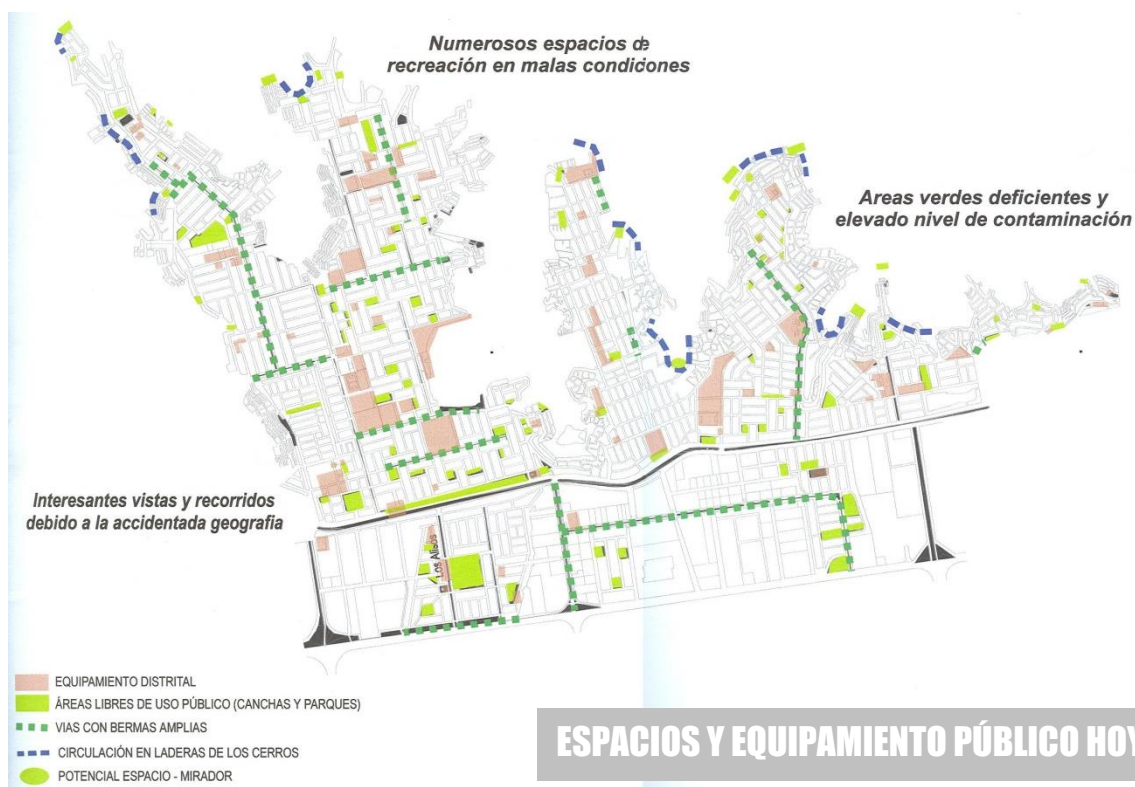 Numerosos espacios de
recreación en malas condiciones
Areas verdes deficientes y
elevado nivel de contaminación
Interesantes vistas y recorridos
debido a la accidentada geografia
Los Alisos
EQUIPAMIENTO DISTRITAL
ÁREAS LIBRES DE USO PÚBLICO (CANCHAS Y PARQUES)
VIAS CON BERMAS AMPLIAS
CIRCULACIÓN EN LADERAS DE LOS CERROS
POTENCIAL ESPACIO - MIRADOR
ESPACIOS Y EQUIPAMIENTO PÚBLICO HOY